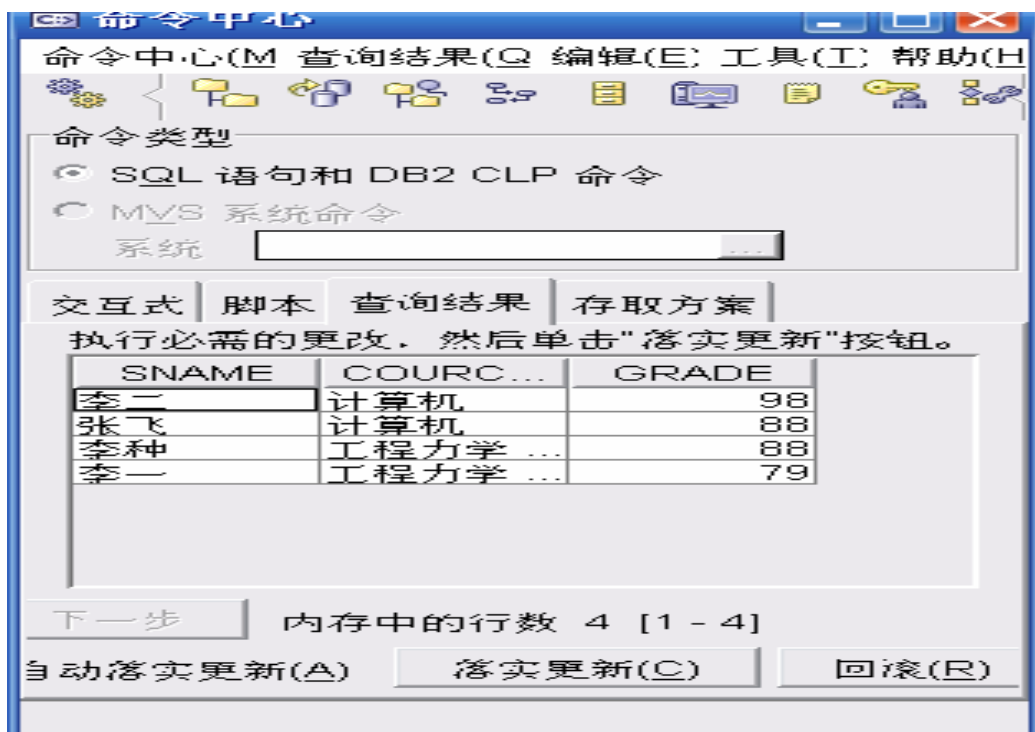 命令中心
命令中心(M 查询结果(Q 编辑(E) 工具(T) 帮助(H
命令类型
SQL 语句和 DB2 CLP 命令
MVS 系统命令
系统 ...
交互式 脚本 查询结果 存取方案
执行必需的更改，然后单击"落实更新"按钮。
SNAME COURC... GRADE
李二 计算机 98
张飞 计算机 88
李种 工程力学 ... 88
李一 工程力学 ... 79
下一步 内存中的行数 4 [1 - 4]
自动落实更新(A) 落实更新(C) 回滚(R)